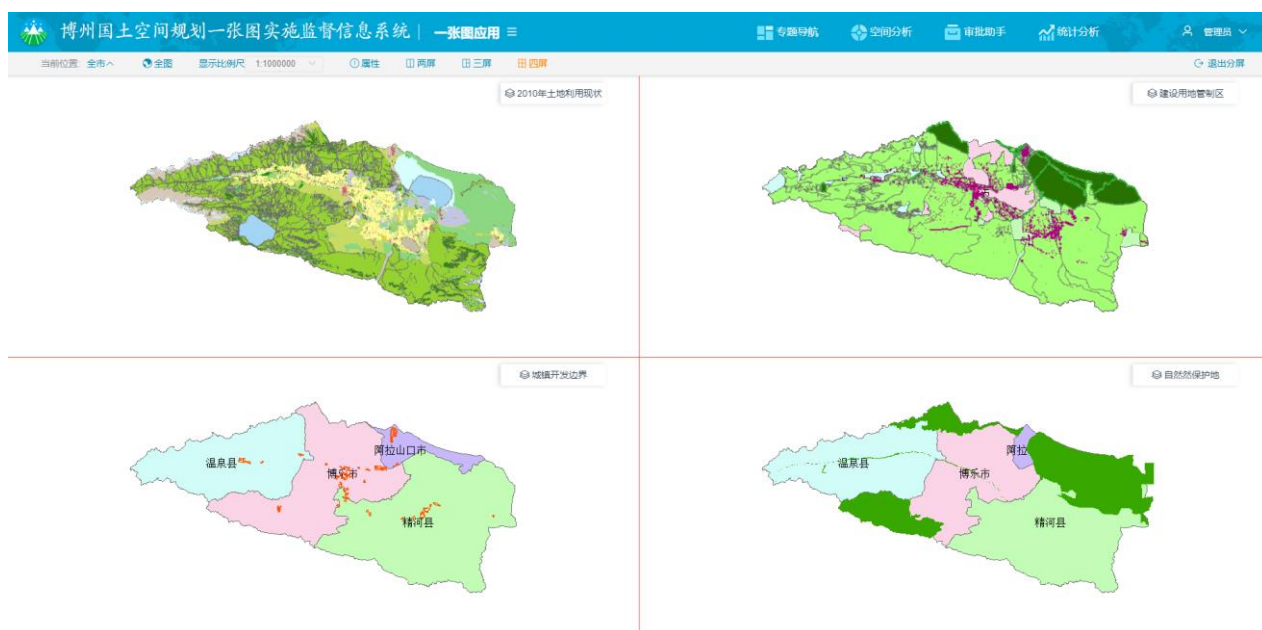 博州国土空间规划一张图实施监督信息系统 | 一张图应用 ≡ 专题导航 空间分析 审批助手 统计分析 管理员
当前位置: 全市 全图 显示比例尺 1:1000000 属性 两屏 三屏 四屏 退出分屏
2010年土地利用现状
建设用地管制区
城镇开发边界
自然然保护地
温泉县
博乐市
阿拉山口市
精河县
温泉县
博乐市
阿拉
精河县